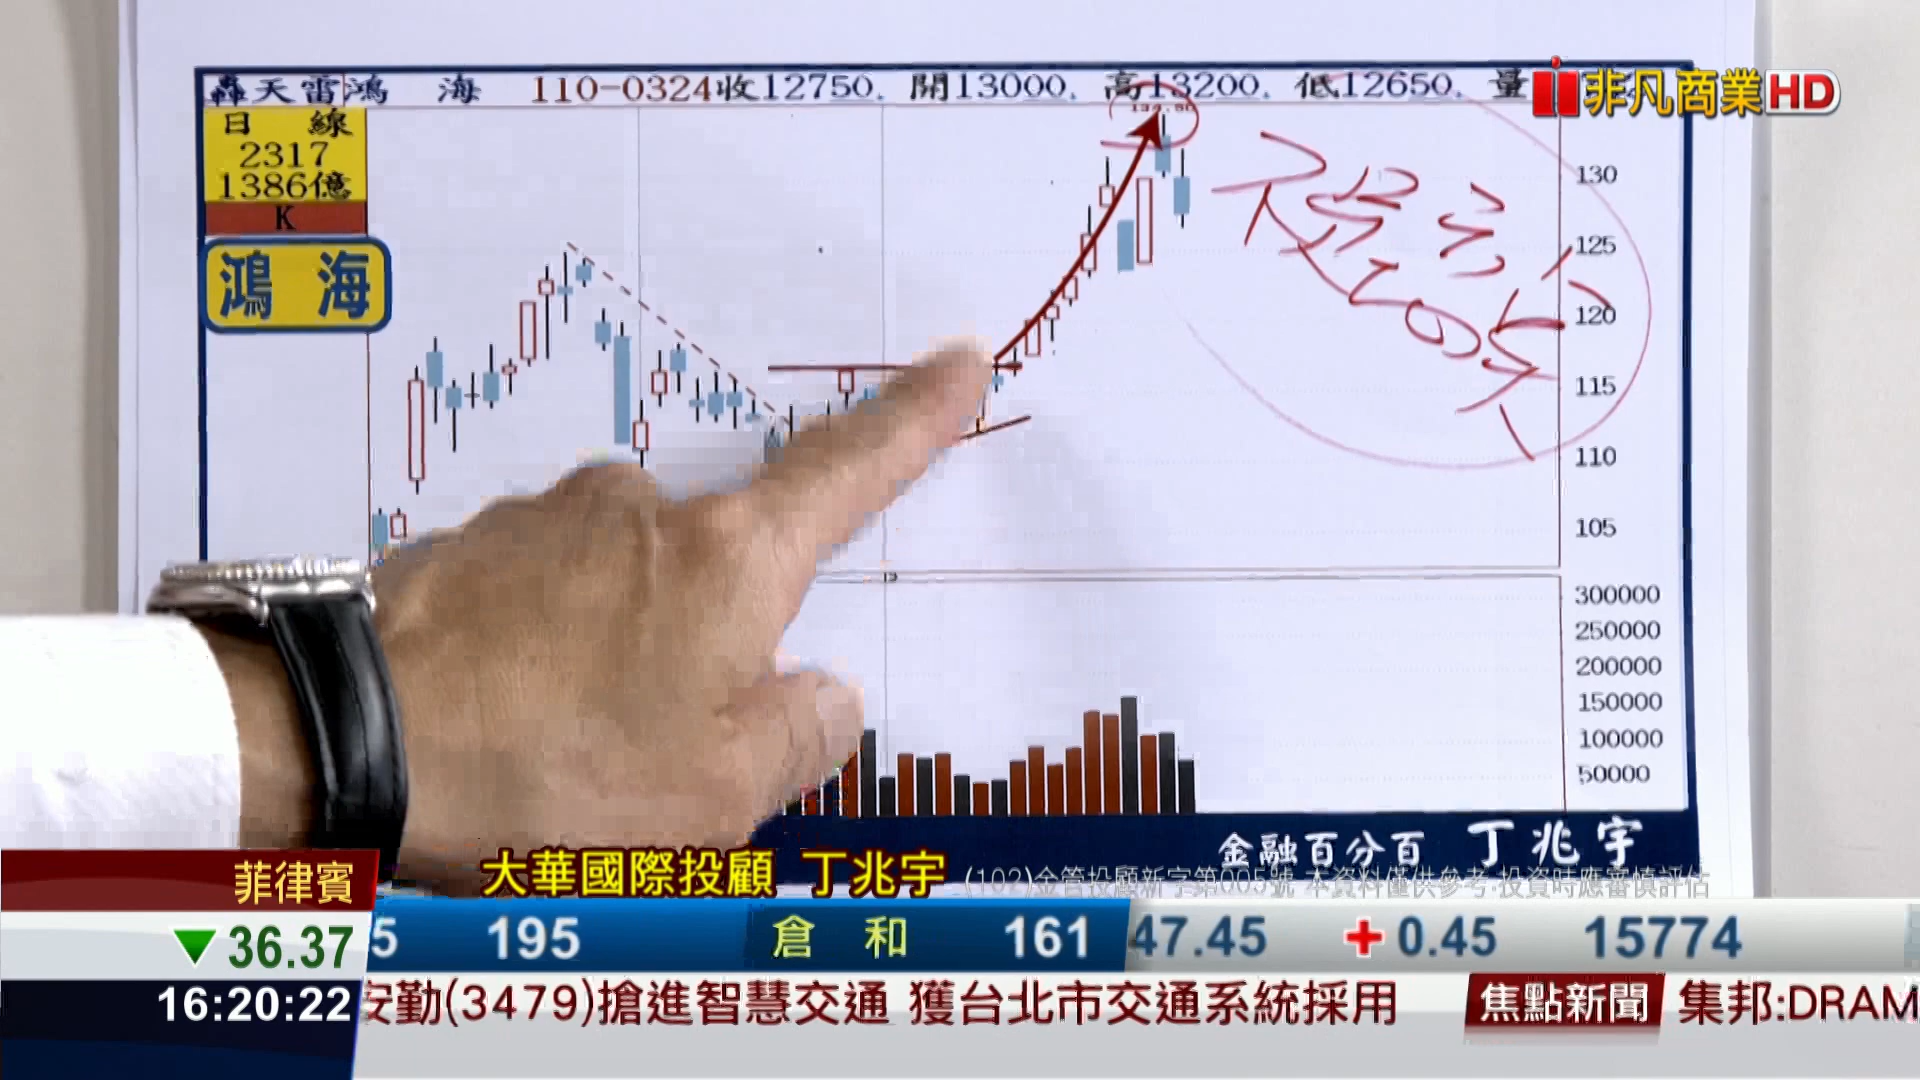 轟天雷鴻 海 110-0324收12750. 開13000. 高13200. 低12650. 量
非凡商業HD
日 線
2317
1386億
K
鴻 海
134.50
130
125
120
115
110
105
300000
250000
200000
150000
100000
50000
金融百分百 丁兆宇
菲律賓
大華國際投顧 丁兆宇
(102)金管投顧新字第005號 本資料僅供參考.投資時應審慎評估
▼36.37
5 195 倉 和 161 47.45 +0.45 15774
16:20:22
安勤(3479)搶進智慧交通 獲台北市交通系統採用
焦點新聞
集邦:DRAM